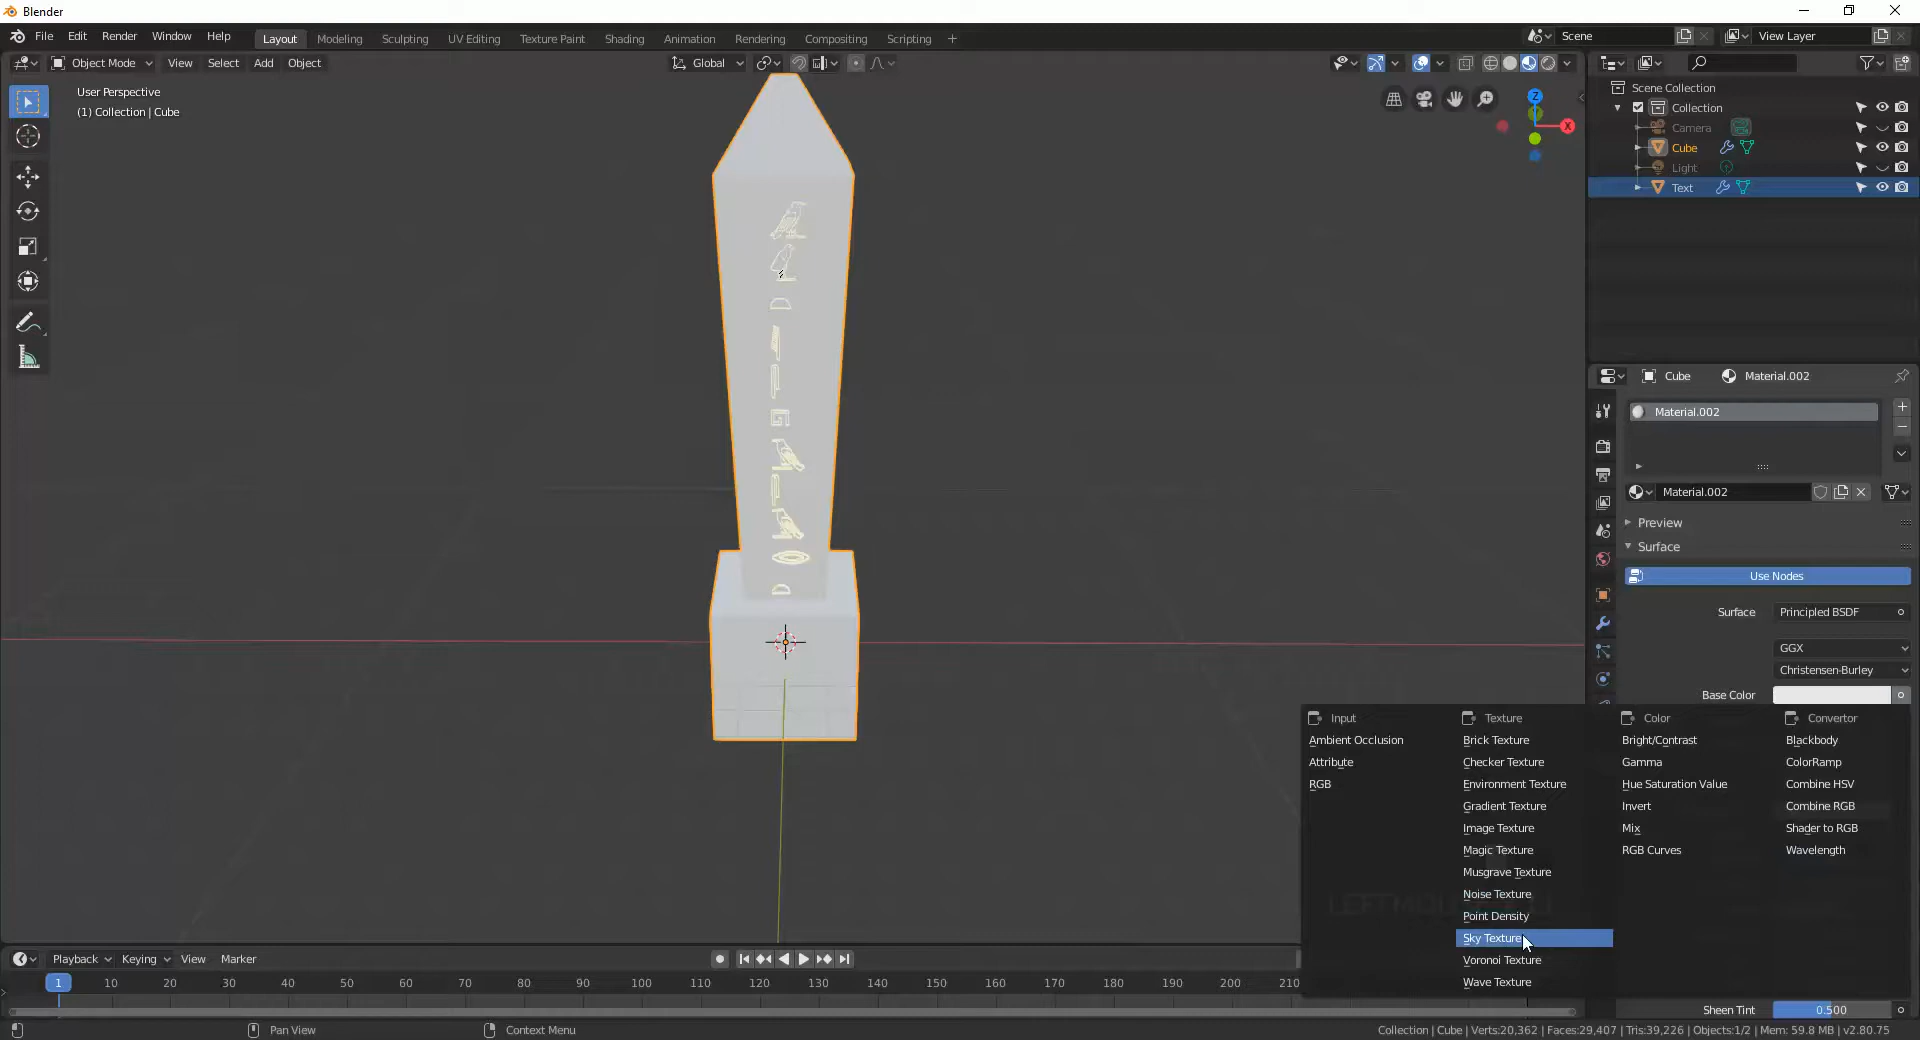 Blender
File Edit Render Window Help Layout Modeling Sculpting UV Editing Texture Paint Shading Animation Rendering Compositing Scripting + Scene View Layer
Object Mode View Select Add Object Global
User Perspective
(1) Collection | Cube
Z
X
Scene Collection
Collection
Camera
Cube
Light
Text
Cube Material.002
Material.002
Material.002
Preview
Surface
Use Nodes
Surface Principled BSDF
GGX
Christensen-Burley
Base Color
Input Texture Color Convertor
Ambient Occlusion Brick Texture Bright/Contrast Blackbody
Attribute Checker Texture Gamma ColorRamp
RGB Environment Texture Hue Saturation Value Combine HSV
Gradient Texture Invert Combine RGB
Image Texture Mix Shader to RGB
Magic Texture RGB Curves Wavelength
Musgrave Texture
Noise Texture
Point Density
Sky Texture
Voronoi Texture
Wave Texture
Playback Keying View Marker
1 10 20 30 40 50 60 70 80 90 100 110 120 130 140 150 160 170 180 190 200 210
Sheen Tint 0.500
Pan View Context Menu Collection | Cube | Verts:20,362 | Faces:29,407 | Tris:39,226 | Objects:1/2 | Mem: 59.8 MB | v2.80.75